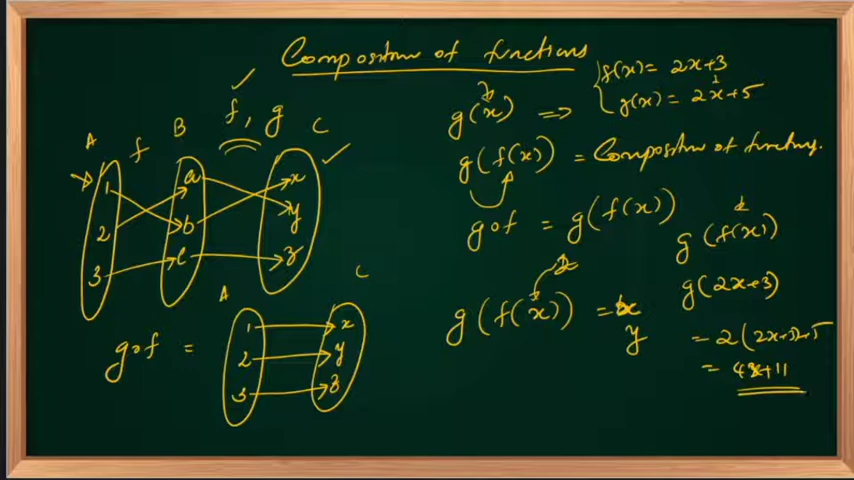 Composition of functions
f, g
A f B C
1 a x
2 b y
3 c z
gof =
A C
1 x
2 y
3 z
g(x) ⇒
f(x) = 2x+3
g(x) = 2x+5
g(f(x)) = Composition of functions.
gof = g(f(x))
g(f(x)) =
y
g(f(x))
g(2x+3)
= 2(2x+3)+5
= 4x+11